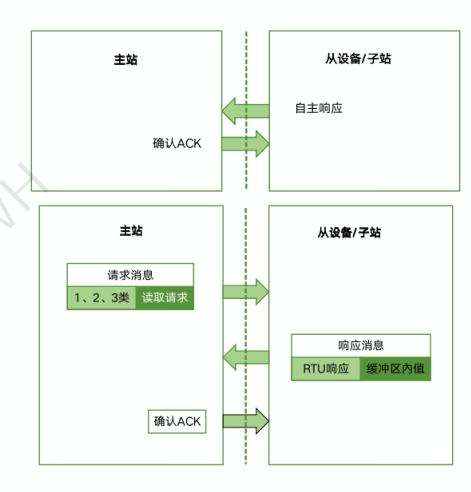 主站
从设备/子站
自主响应
确认ACK
主站
从设备/子站
请求消息
1、2、3类 读取请求
响应消息
RTU响应 缓冲区内值
确认ACK